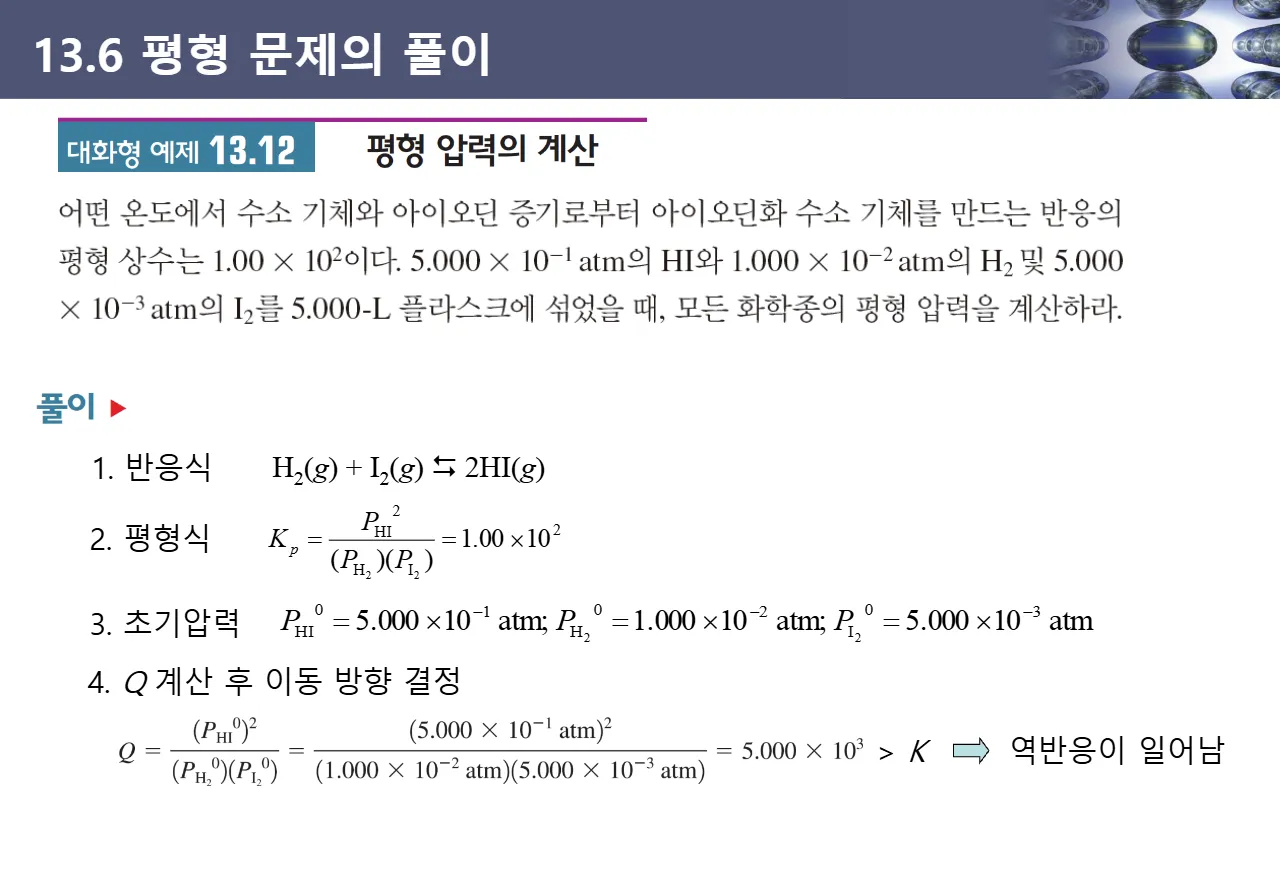 13.6 평형 문제의 풀이
대화형 예제 13.12 평형 압력의 계산
어떤 온도에서 수소 기체와 아이오딘 증기로부터 아이오딘화 수소 기체를 만드는 반응의
평형 상수는 1.00 × 10²이다. 5.000 × 10⁻¹ atm의 HI와 1.000 × 10⁻² atm의 H₂ 및 5.000
× 10⁻³ atm의 I₂를 5.000-L 플라스크에 섞었을 때, 모든 화학종의 평형 압력을 계산하라.
풀이 ▶
1. 반응식 H₂(g) + I₂(g) ⇆ 2HI(g)
2. 평형식 Kₚ = P_HI² / (P_H₂)(P_I₂) = 1.00 × 10²
3. 초기압력 P_HI⁰ = 5.000 × 10⁻¹ atm; P_H₂⁰ = 1.000 × 10⁻² atm; P_I₂⁰ = 5.000 × 10⁻³ atm
4. Q 계산 후 이동 방향 결정
Q = (P_HI⁰)² / (P_H₂⁰)(P_I₂⁰) = (5.000 × 10⁻¹ atm)² / (1.000 × 10⁻² atm)(5.000 × 10⁻³ atm) = 5.000 × 10³ > K ⇨ 역반응이 일어남